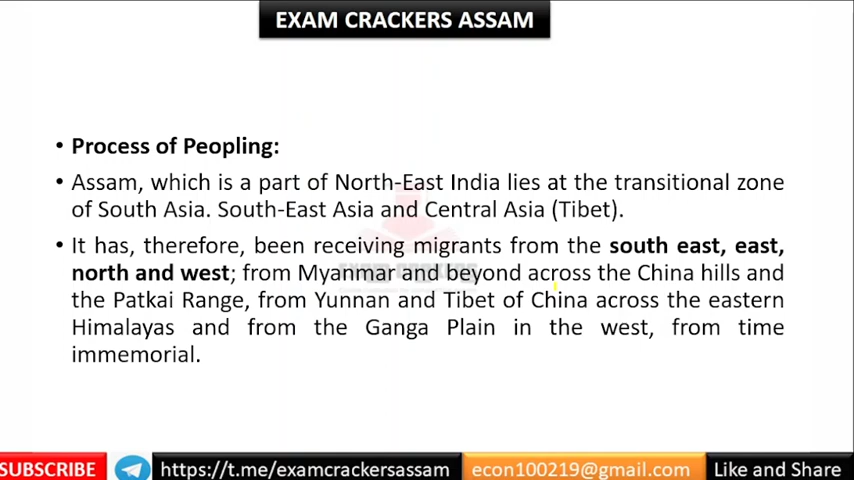 EXAM CRACKERS ASSAM
• Process of Peopling:
• Assam, which is a part of North-East India lies at the transitional zone
of South Asia. South-East Asia and Central Asia (Tibet).
• It has, therefore, been receiving migrants from the south east, east,
north and west; from Myanmar and beyond across the China hills and
the Patkai Range, from Yunnan and Tibet of China across the eastern
Himalayas and from the Ganga Plain in the west, from time
immemorial.
SUBSCRIBE https://t.me/examcrackersassam econ100219@gmail.com Like and Share